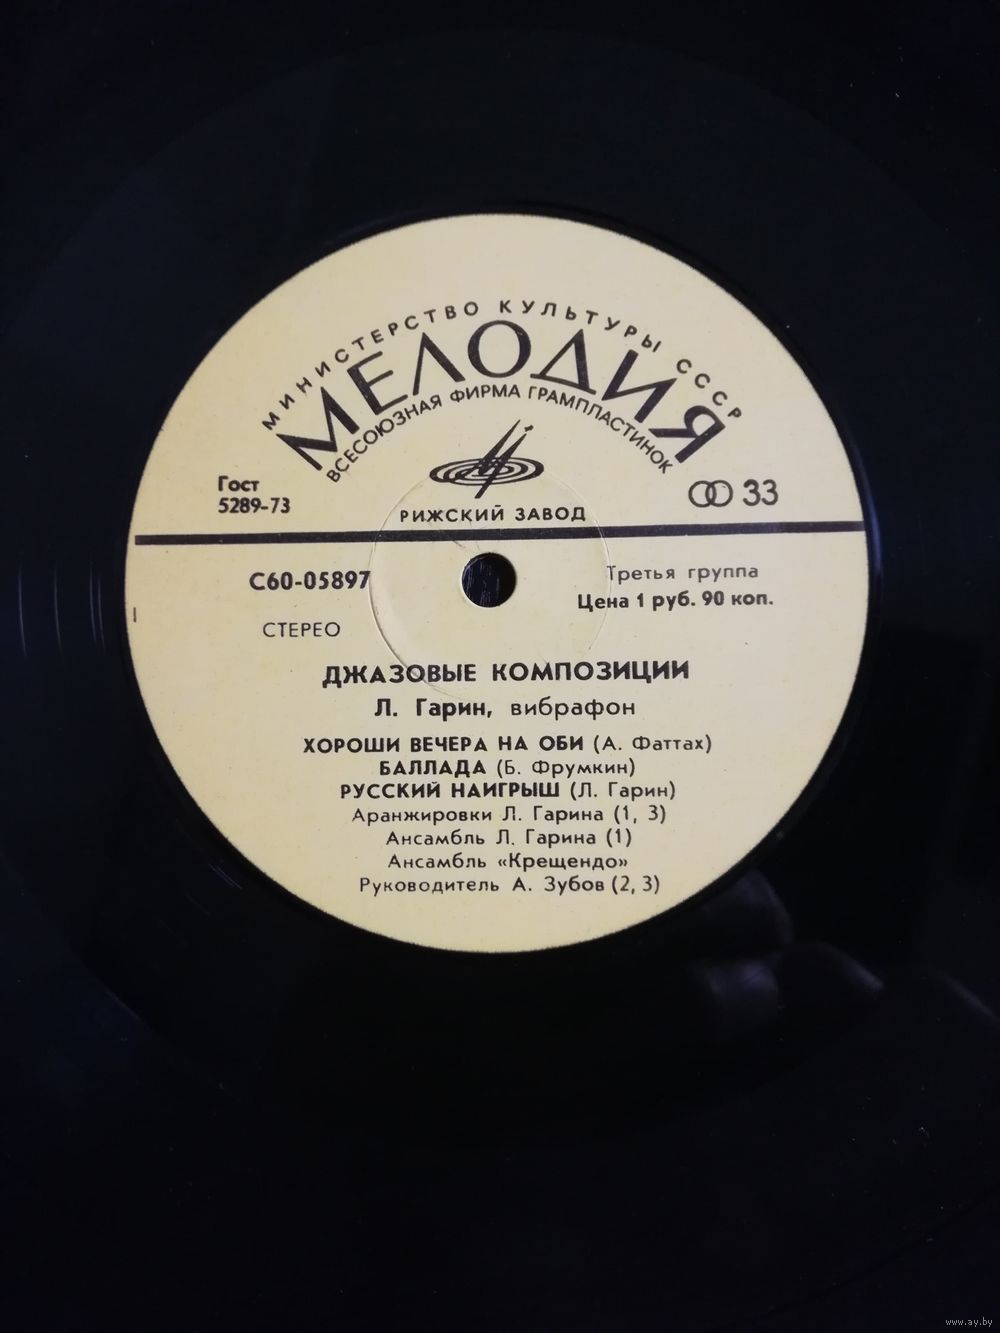 МИНИСТЕРСТВО КУЛЬТУРЫ СССР
МЕЛОДИЯ
ВСЕСОЮЗНАЯ ФИРМА ГРАМПЛАСТИНОК
Гост
5289-73
33
РИЖСКИЙ ЗАВОД
С60-05897
Третья группа
Цена 1 руб. 90 коп.
СТЕРЕО
ДЖАЗОВЫЕ КОМПОЗИЦИИ
Л. Гарин, вибрафон
ХОРОШИ ВЕЧЕРА НА ОБИ (А. Фаттах)
БАЛЛАДА (Б. Фрумкин)
РУССКИЙ НАИГРЫШ (Л. Гарин)
Аранжировки Л. Гарина (1, 3)
Ансамбль Л. Гарина (1)
Ансамбль «Крещендо»
Руководитель А. Зубов (2, 3)
www.ay.by